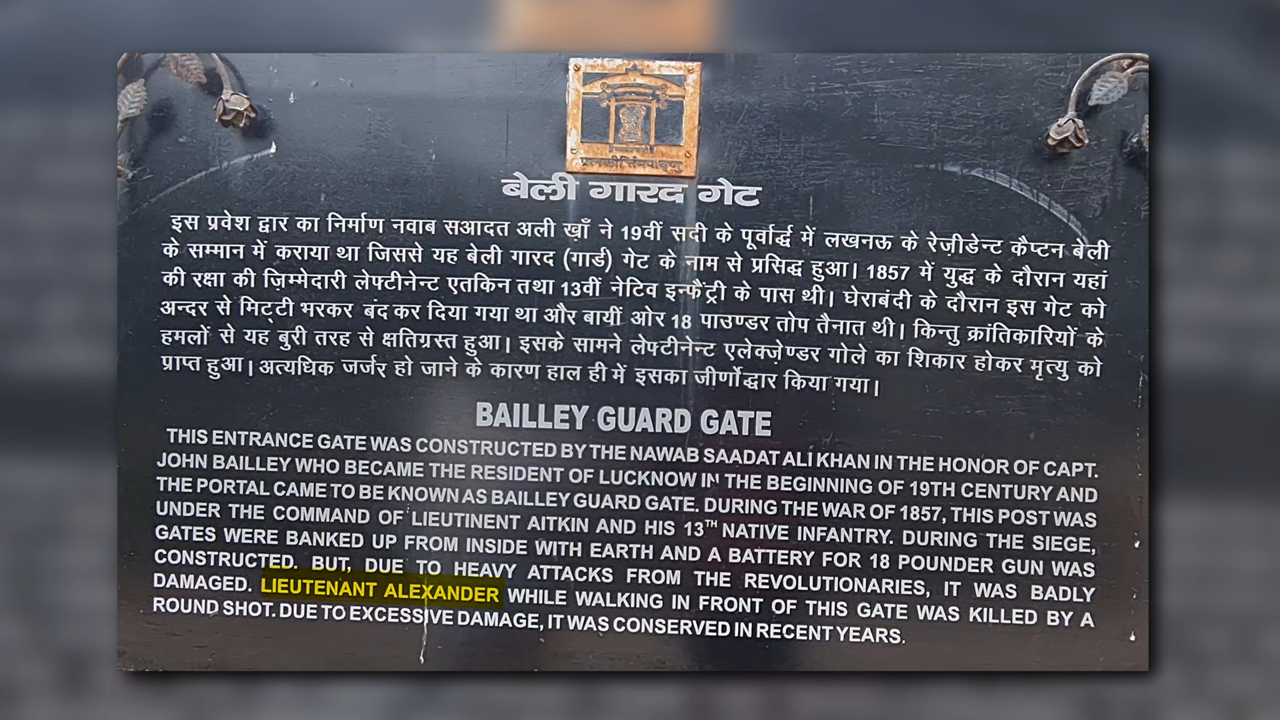 प्रत्नकीर्तिमपावृणु
बेली गारद गेट
इस प्रवेश द्वार का निर्माण नवाब सआदत अली खाँ ने 19वीं सदी के पूर्वार्द्ध में लखनऊ के रेज़ीडेन्ट कैप्टन बेली
के सम्मान में कराया था जिससे यह बेली गारद (गार्ड) गेट के नाम से प्रसिद्ध हुआ। 1857 में युद्ध के दौरान यहां
की रक्षा की ज़िम्मेदारी लेफ्टीनेन्ट एतकिन तथा 13वीं नेटिव इन्फैंट्री के पास थी। घेराबंदी के दौरान इस गेट को
अन्दर से मिट्टी भरकर बंद कर दिया गया था और बायीं ओर 18 पाउण्डर तोप तैनात थी। किन्तु क्रांतिकारियों के
हमलों से यह बुरी तरह से क्षतिग्रस्त हुआ। इसके सामने लेफ्टीनेन्ट एलेक्ज़ेण्डर गोले का शिकार होकर मृत्यु को
प्राप्त हुआ। अत्यधिक जर्जर हो जाने के कारण हाल ही में इसका जीर्णोद्धार किया गया।
BAILLEY GUARD GATE
THIS ENTRANCE GATE WAS CONSTRUCTED BY THE NAWAB SAADAT ALI KHAN IN THE HONOR OF CAPT.
JOHN BAILLEY WHO BECAME THE RESIDENT OF LUCKNOW IN THE BEGINNING OF 19TH CENTURY AND
THE PORTAL CAME TO BE KNOWN AS BAILLEY GUARD GATE. DURING THE WAR OF 1857, THIS POST WAS
UNDER THE COMMAND OF LIEUTINENT AITKIN AND HIS 13TH NATIVE INFANTRY. DURING THE SIEGE,
GATES WERE BANKED UP FROM INSIDE WITH EARTH AND A BATTERY FOR 18 POUNDER GUN WAS
CONSTRUCTED. BUT, DUE TO HEAVY ATTACKS FROM THE REVOLUTIONARIES, IT WAS BADLY
DAMAGED. LIEUTENANT ALEXANDER WHILE WALKING IN FRONT OF THIS GATE WAS KILLED BY A
ROUND SHOT. DUE TO EXCESSIVE DAMAGE, IT WAS CONSERVED IN RECENT YEARS.